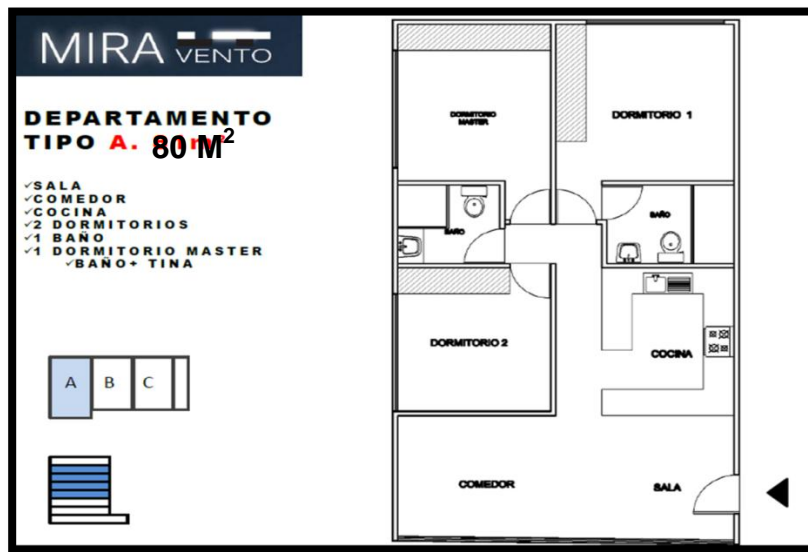 MIRA VENTO
DEPARTAMENTO
TIPO A. 80 M²
✓SALA
✓COMEDOR
✓COCINA
✓2 DORMITORIOS
✓1 BAÑO
✓1 DORMITORIO MASTER
✓BAÑO+ TINA
A B C
DORMITORIO
MASTER
DORMITORIO 1
BAÑO
BAÑO
DORMITORIO 2
COCINA
COMEDOR
SALA